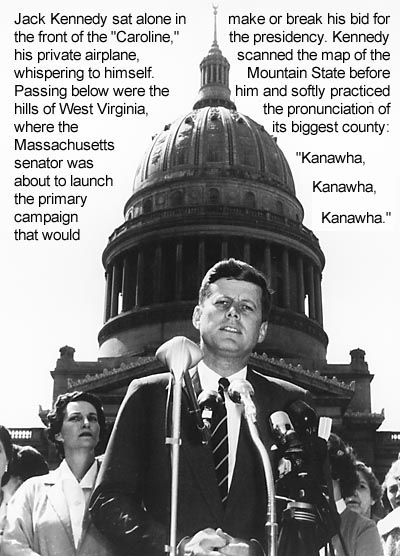 Jack Kennedy sat alone in
the front of the "Caroline,"
his private airplane,
whispering to himself.
Passing below were the
hills of West Virginia,
where the
Massachusetts
senator was
about to launch
the primary
campaign
that would
make or break his bid for
the presidency. Kennedy
scanned the map of the
Mountain State before
him and softly practiced
the pronunciation of
its biggest county:
"Kanawha,
Kanawha,
Kanawha."